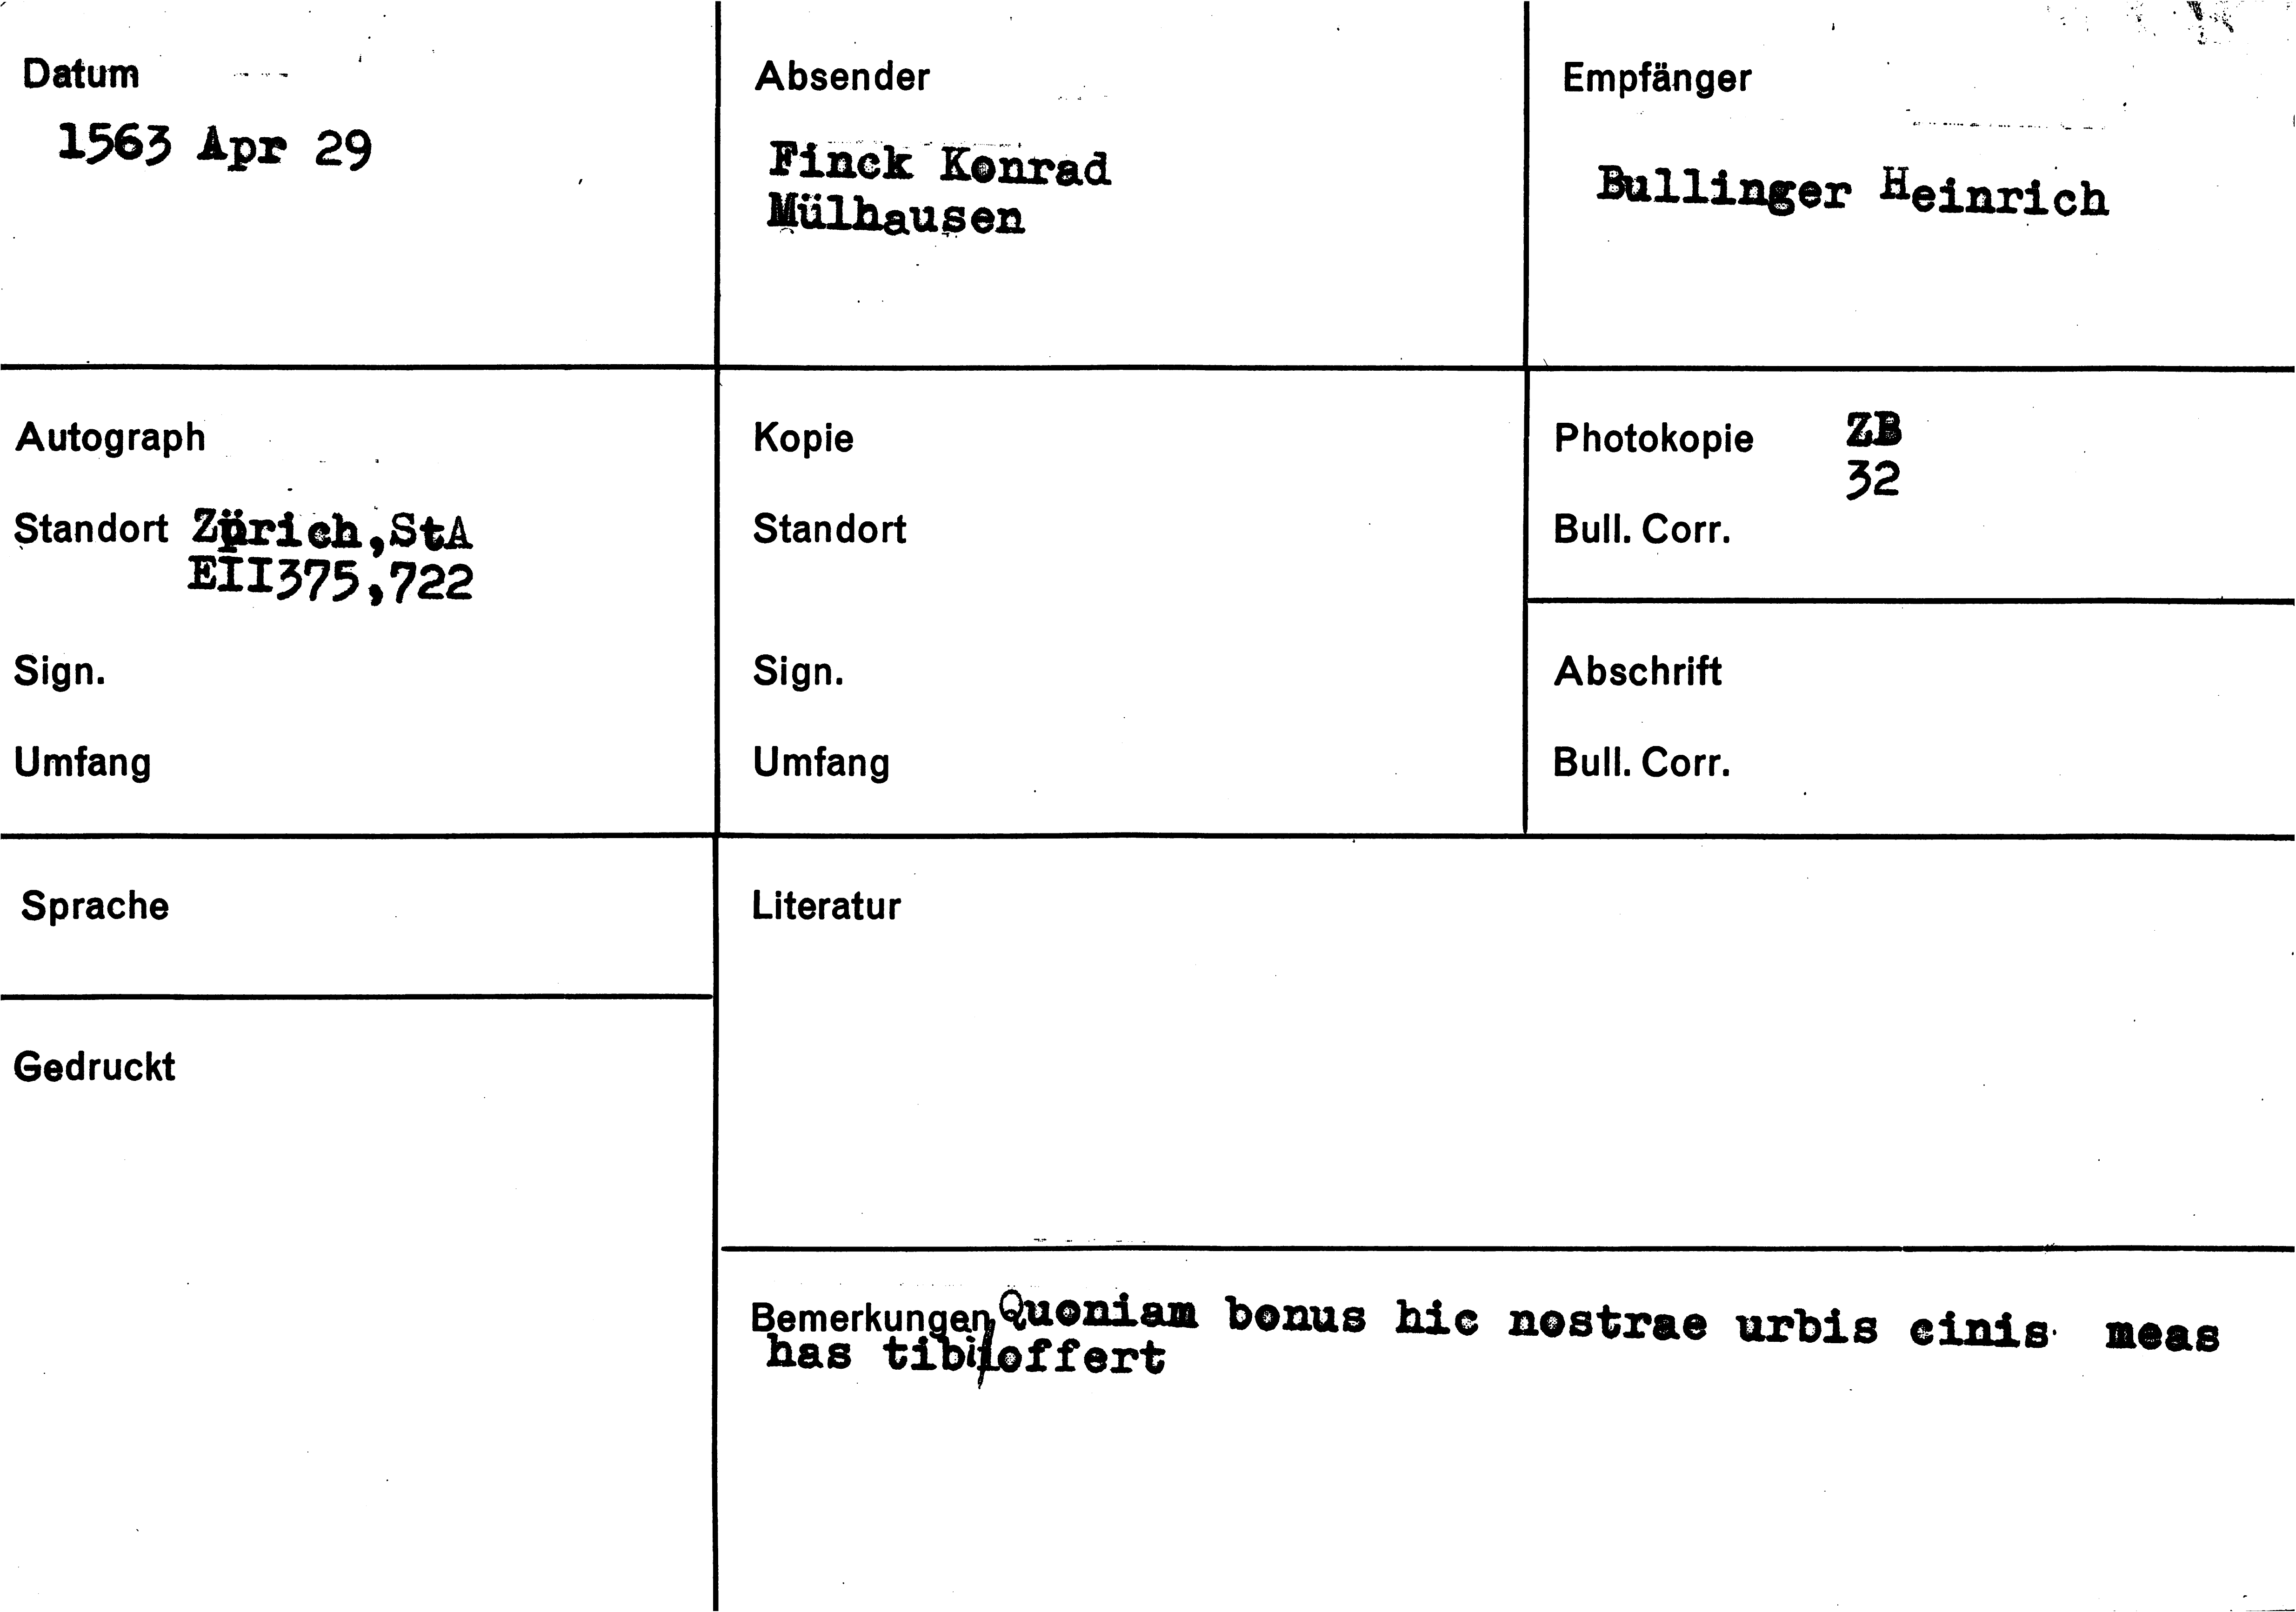 Datum
1563 Apr 29
Absender
Finck Konrad
Mülhausen
Empfänger
Bullinger Heinrich
Autograph
Standort Zürich,StA
EII375,722
Sign.
Umfang
Kopie
Standort
Sign.
Umfang
Photokopie ZB
32
Bull. Corr.
Abschrift
Bull. Corr.
Sprache
Gedruckt
Literatur
Bemerkungen Quoniam bonus hic nostrae urbis cinis meas
has tibi offert